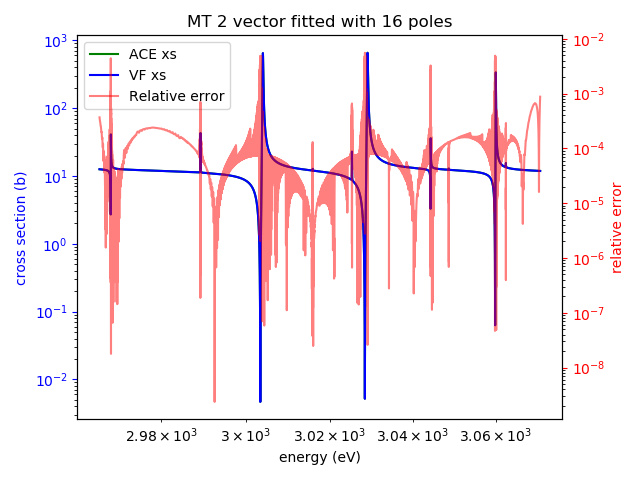 MT 2 vector fitted with 16 poles
ACE xs
VF xs
Relative error
10³
10²
10¹
10⁰
10⁻¹
10⁻²
cross section (b)
10⁻²
10⁻³
10⁻⁴
10⁻⁵
10⁻⁶
10⁻⁷
10⁻⁸
relative error
2.98 × 10³ 3 × 10³ 3.02 × 10³ 3.04 × 10³ 3.06 × 10³
energy (eV)